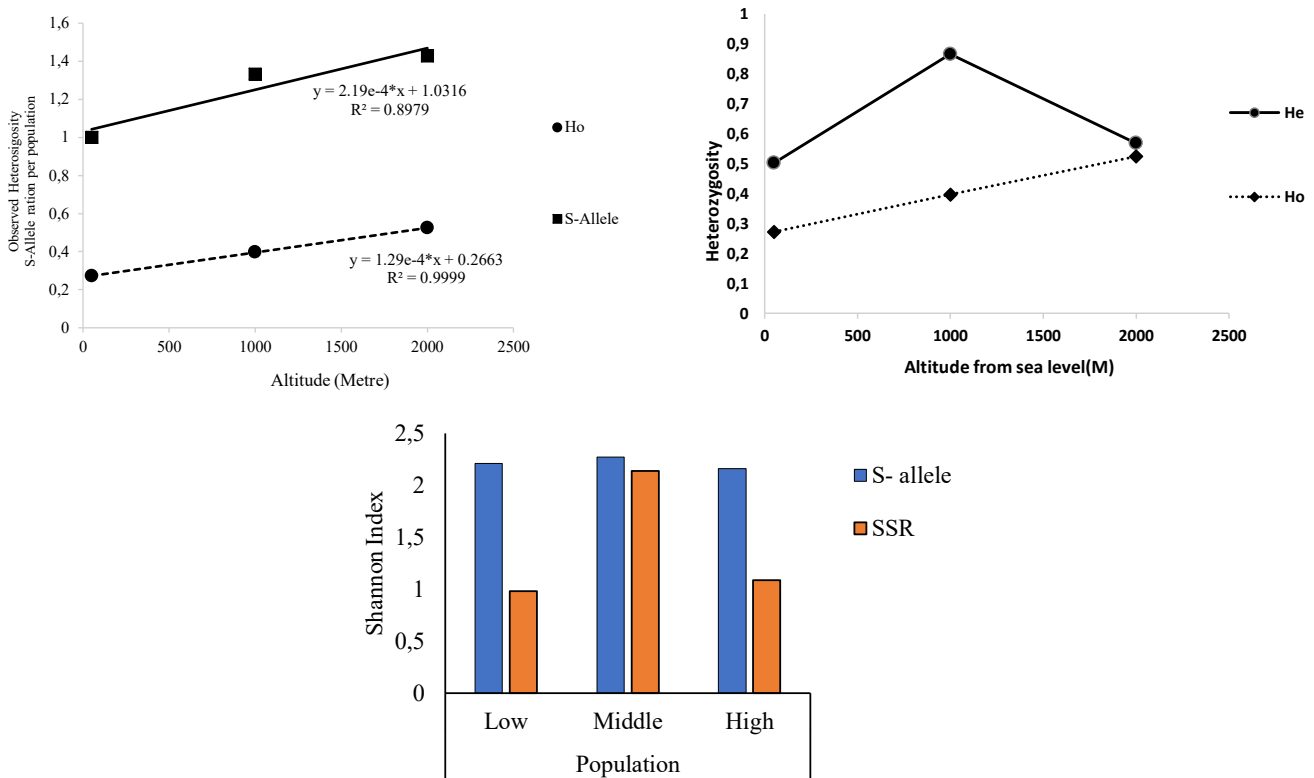 1,6
1,4
1,2
1
0,8
0,6
0,4
0,2
0
Observed Heterosigosity
S-Allele ration per population
y = 2.19e-4*x + 1.0316
R² = 0.8979
y = 1.29e-4*x + 0.2663
R² = 0.9999
Ho
S-Allele
0 500 1000 1500 2000 2500
Altitude (Metre)
1
0,9
0,8
0,7
0,6
0,5
0,4
0,3
0,2
0,1
0
Heterozygosity
He
Ho
0 500 1000 1500 2000 2500
Altitude from sea level(M)
2,5
2
1,5
1
0,5
0
Shannon Index
S- allele
SSR
Low Middle High
Population